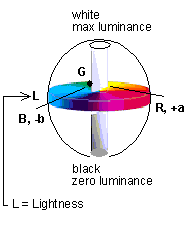 white
max luminance
G
L
B, -b
R, +a
black
zero luminance
L = Lightness